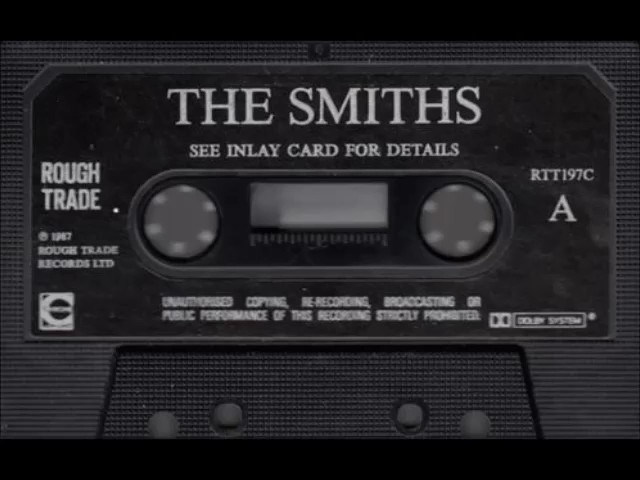 THE SMITHS
SEE INLAY CARD FOR DETAILS
ROUGH
TRADE
RTT197C
A
℗ 1987
ROUGH TRADE
RECORDS LTD
UNAUTHORISED COPYING, RE-RECORDING, BROADCASTING OR
PUBLIC PERFORMANCE OF THIS RECORDING STRICTLY PROHIBITED.
DOLBY SYSTEM